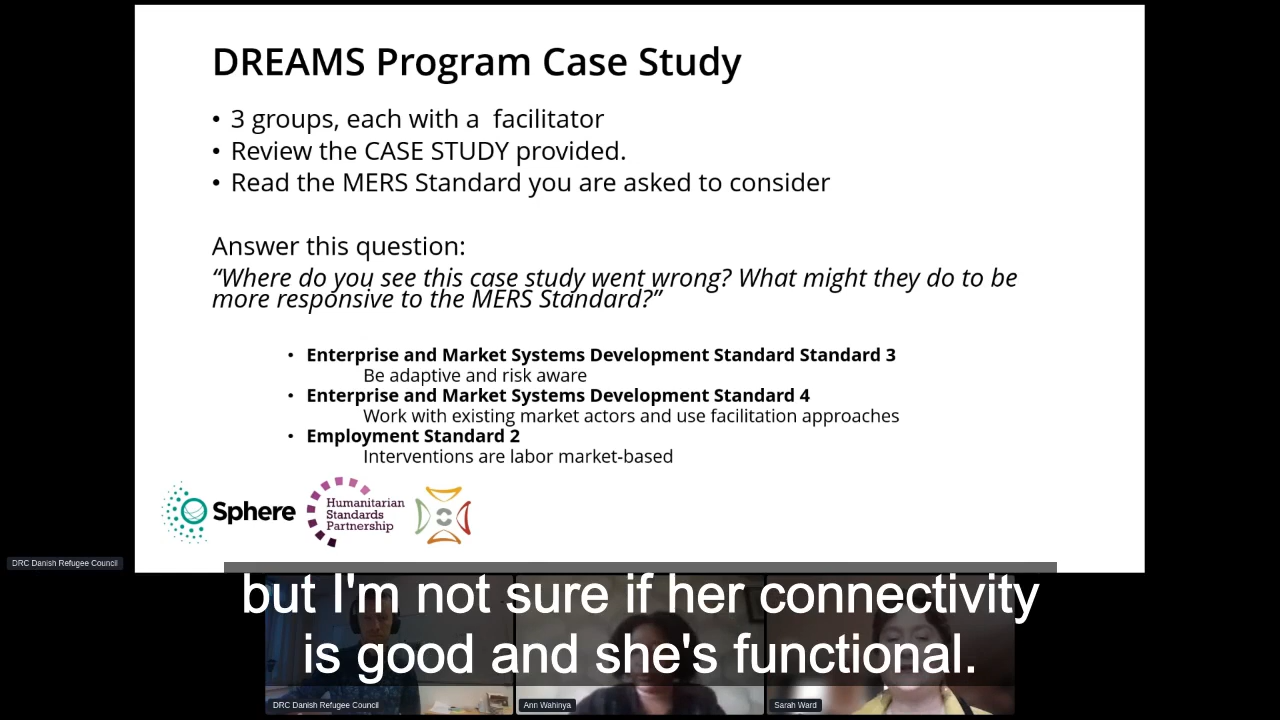 DREAMS Program Case Study
• 3 groups, each with a facilitator
• Review the CASE STUDY provided.
• Read the MERS Standard you are asked to consider
Answer this question:
“Where do you see this case study went wrong? What might they do to be
more responsive to the MERS Standard?”
• Enterprise and Market Systems Development Standard Standard 3
Be adaptive and risk aware
• Enterprise and Market Systems Development Standard 4
Work with existing market actors and use facilitation approaches
• Employment Standard 2
Interventions are labor market-based
Sphere
Humanitarian
Standards
Partnership
DRC Danish Refugee Council
but I'm not sure if her connectivity
is good and she's functional.
DRC Danish Refugee Council
Ann Wahinya
Sarah Ward